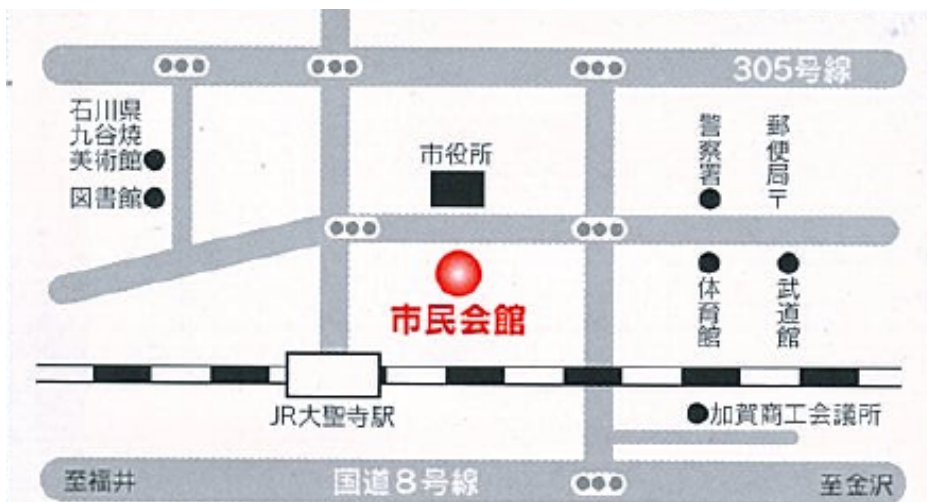 305号線
石川県
九谷焼
美術館
図書館
市役所
警察署
郵便局〒
市民会館
体育館
武道館
JR大聖寺駅
加賀商工会議所
至福井
国道8号線
至金沢